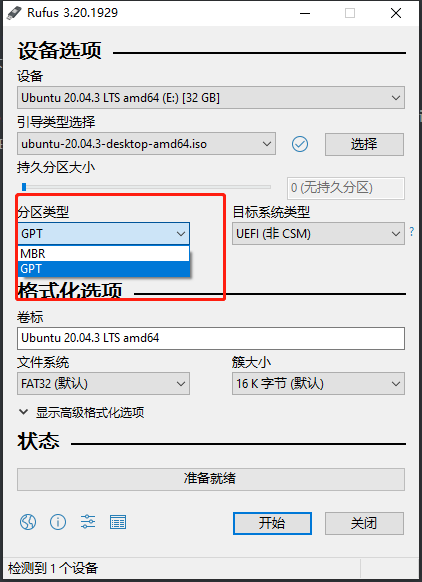 Rufus 3.20.1929
设备选项
设备
Ubuntu 20.04.3 LTS amd64 (E:) [32 GB]
引导类型选择
ubuntu-20.04.3-desktop-amd64.iso
选择
持久分区大小
0 (无持久分区)
分区类型
目标系统类型
GPT
UEFI (非 CSM)
?
MBR
GPT
格式化选项
卷标
Ubuntu 20.04.3 LTS amd64
文件系统
簇大小
FAT32 (默认)
16 K 字节 (默认)
显示高级格式化选项
状态
准备就绪
开始
关闭
检测到 1 个设备